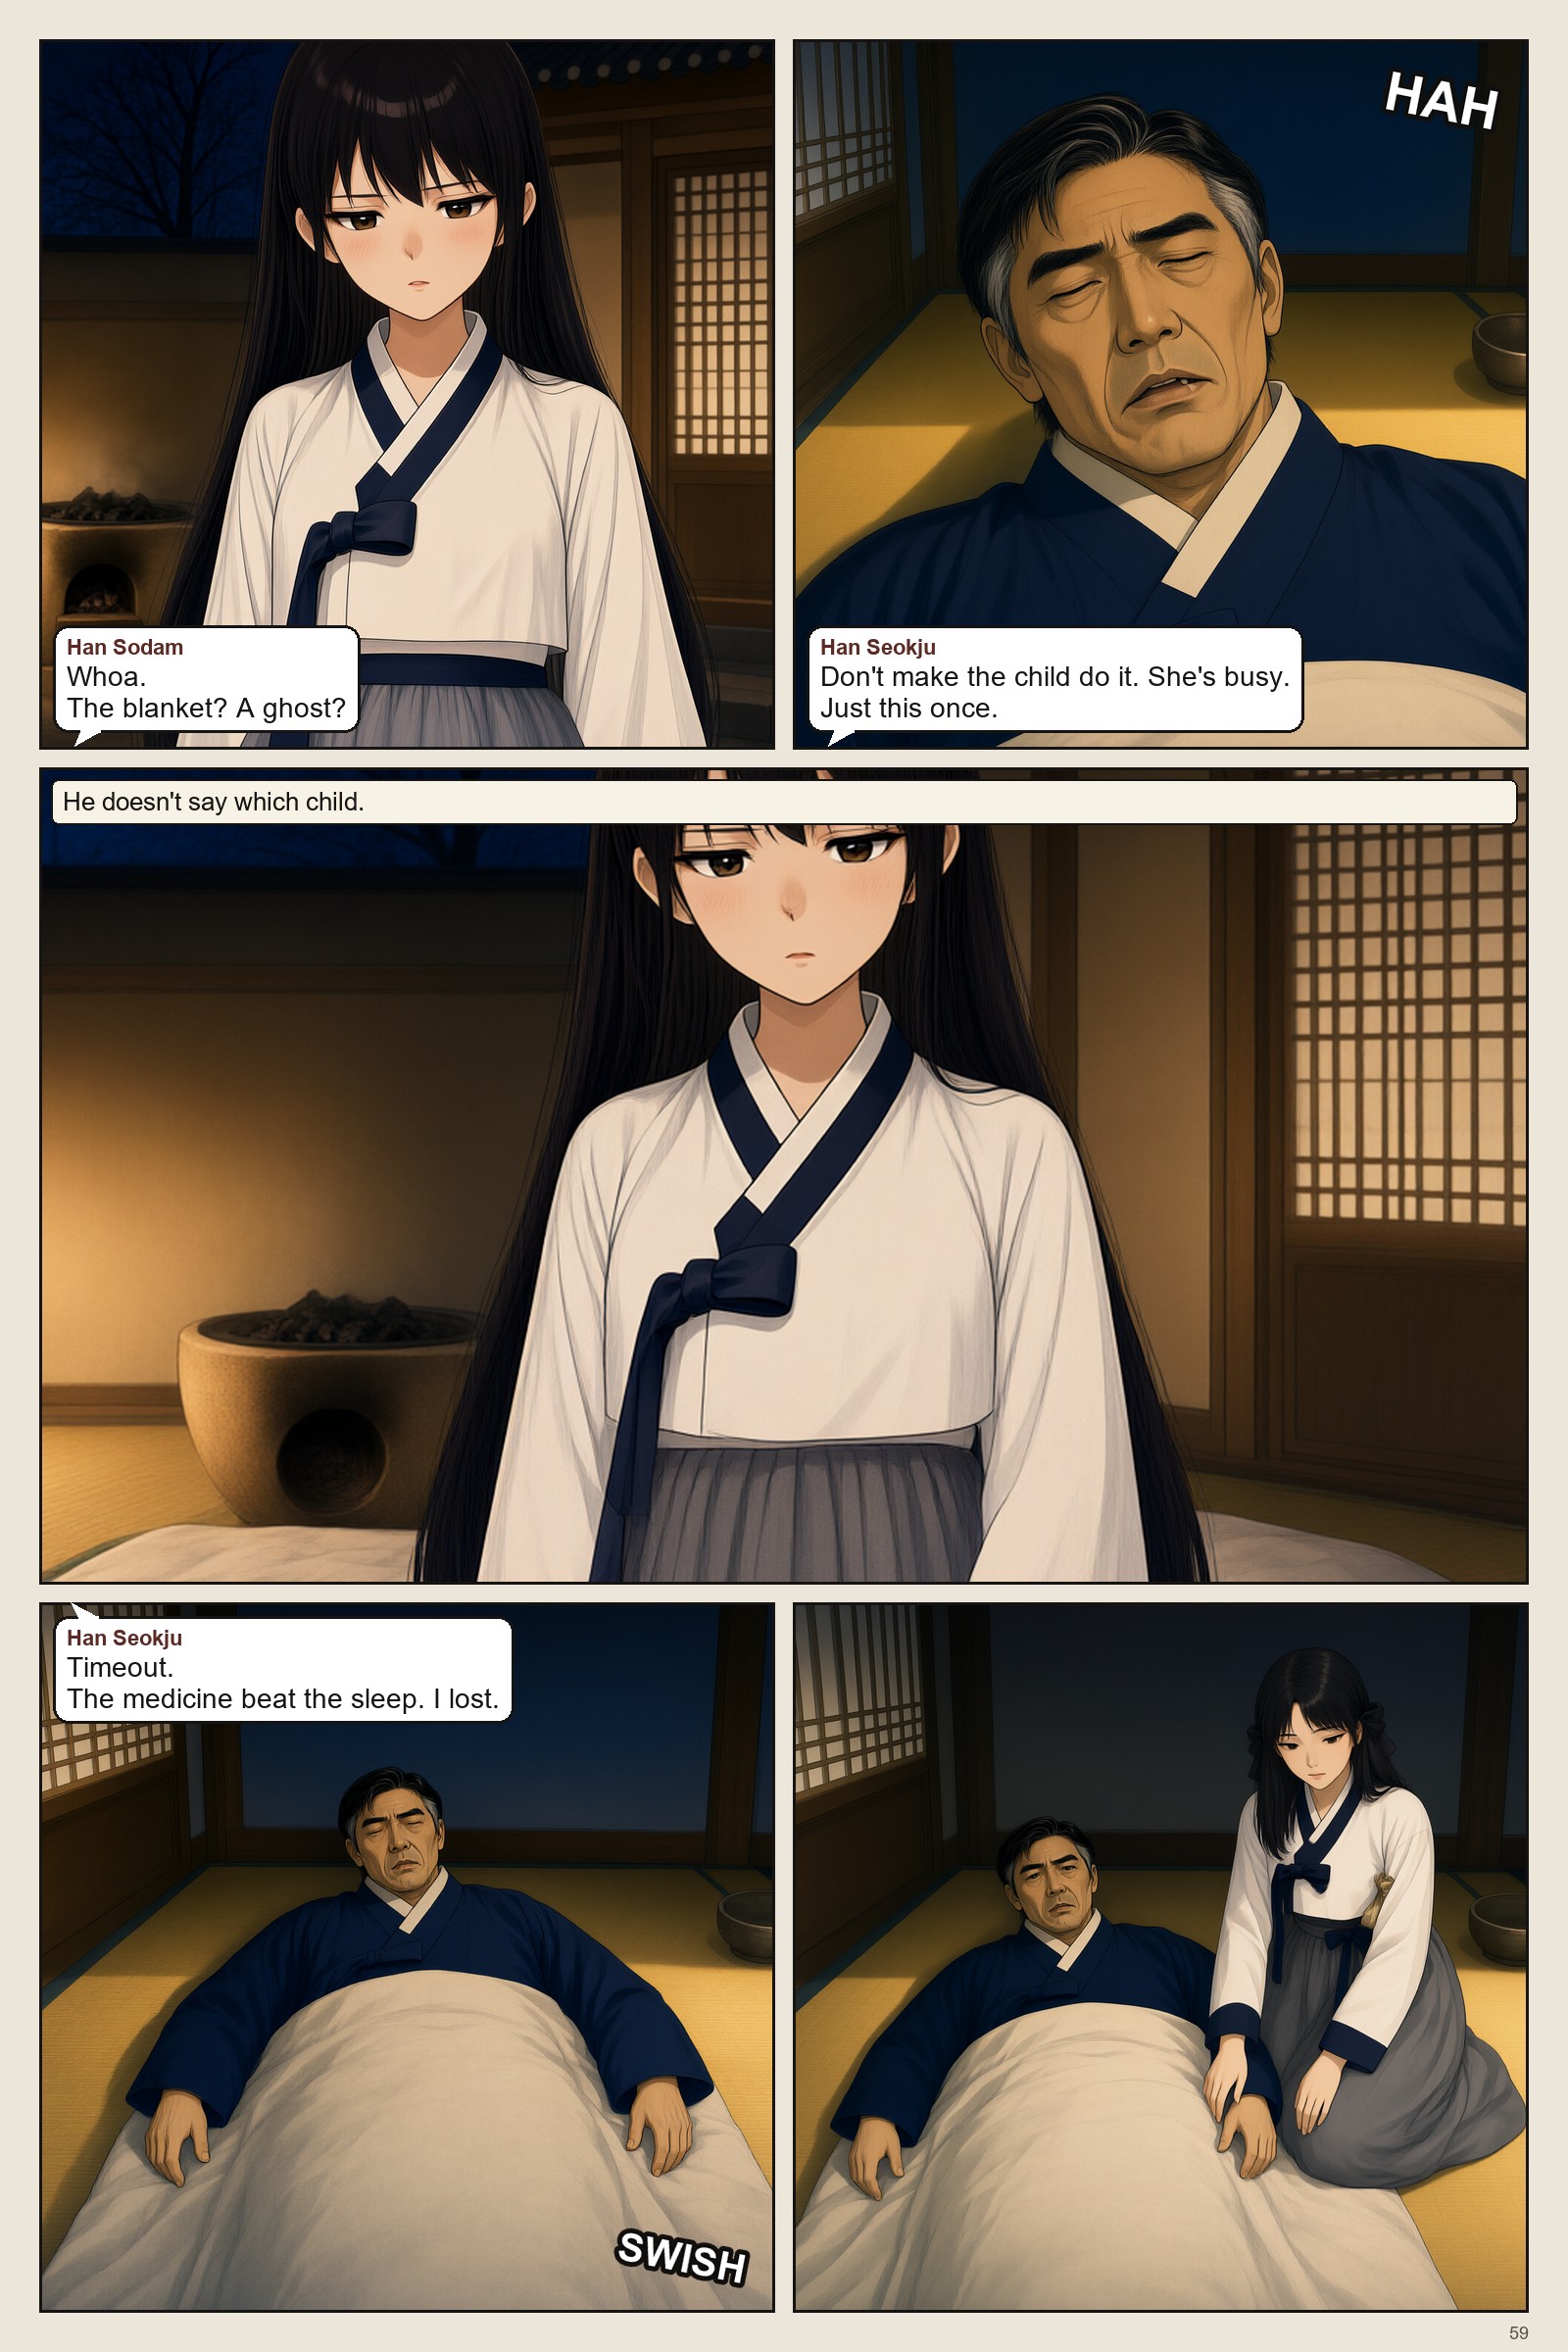 Han Sodam
Whoa.
The blanket? A ghost?
HAH
Han Seokju
Don't make the child do it. She's busy.
Just this once.
He doesn't say which child.
Han Seokju
Timeout.
The medicine beat the sleep. I lost.
SWISH
59